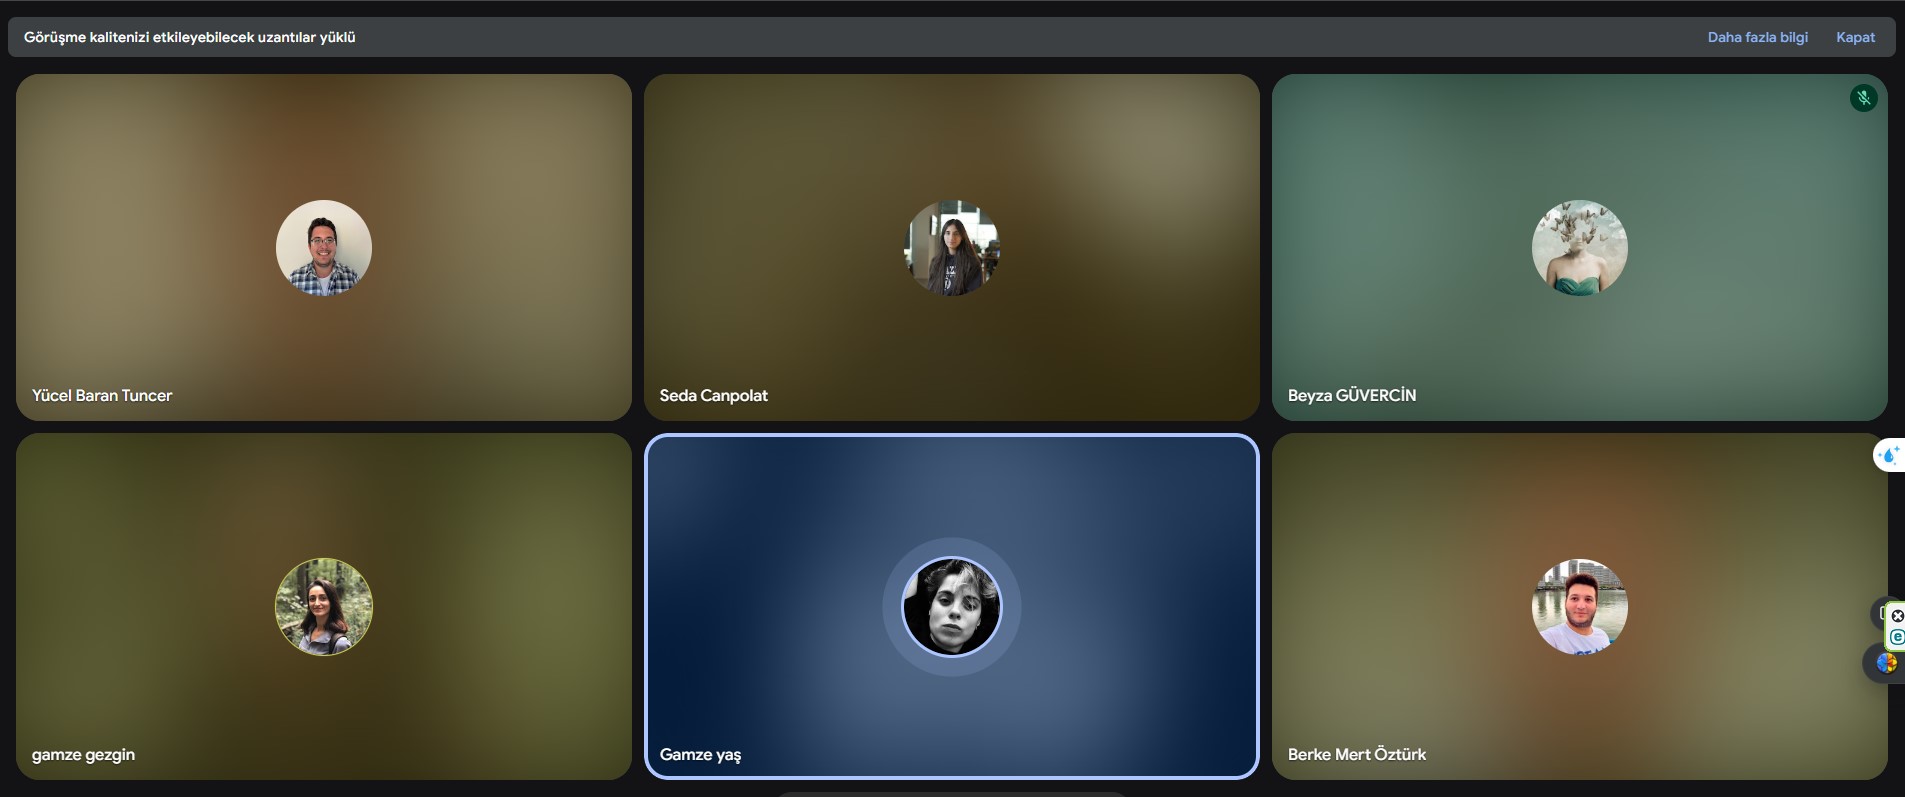 Görüşme kalitenizi etkileyebilecek uzantılar yüklü
Daha fazla bilgi
Kapat
Yücel Baran Tuncer
Seda Canpolat
Beyza GÜVERCİN
gamze gezgin
Gamze yaş
Berke Mert Öztürk